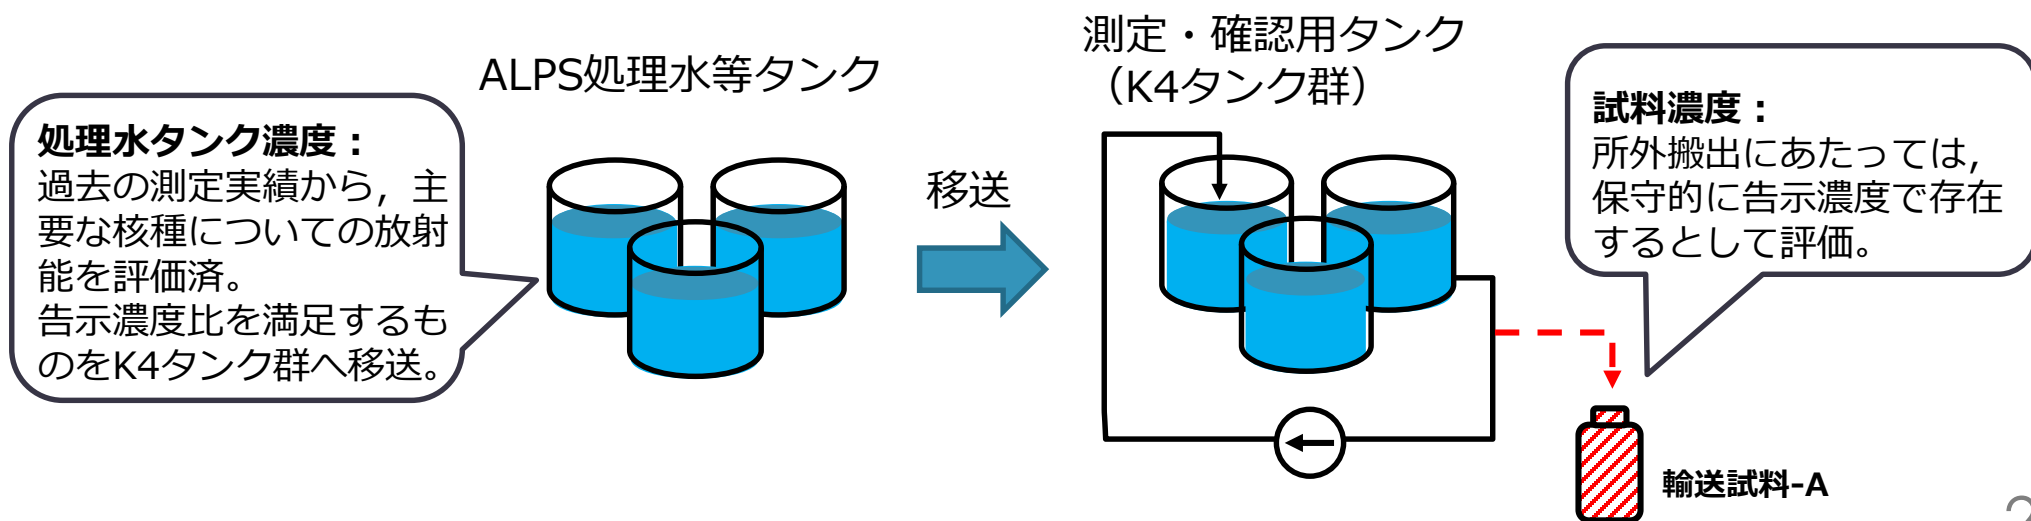 ALPS処理水等タンク
処理水タンク濃度：
過去の測定実績から，主
要な核種についての放射
能を評価済。
告示濃度比を満足するも
のをK4タンク群へ移送。
移送
測定・確認用タンク
（K4タンク群）
試料濃度：
所外搬出にあたっては，
保守的に告示濃度で存在
するとして評価。
輸送試料-A